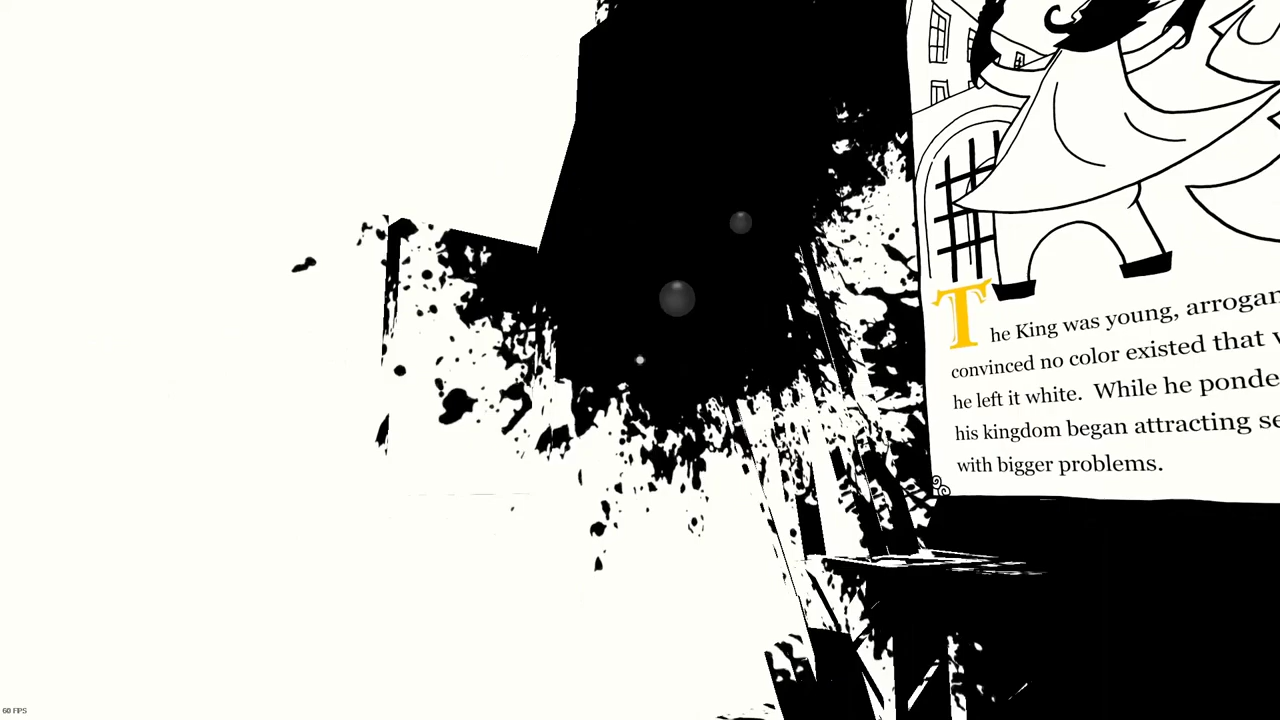 The King was young, arrogan
convinced no color existed that
he left it white. While he ponde
his kingdom began attracting se
with bigger problems.
60 FPS